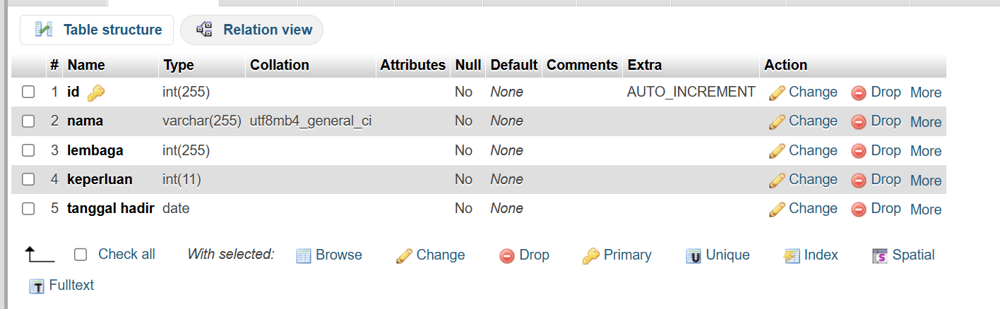 Table structure Relation view
# Name Type Collation Attributes Null Default Comments Extra Action
1 id int(255) No None AUTO_INCREMENT Change Drop More
2 nama varchar(255) utf8mb4_general_ci No None Change Drop More
3 lembaga int(255) No None Change Drop More
4 keperluan int(11) No None Change Drop More
5 tanggal hadir date No None Change Drop More
Check all With selected: Browse Change Drop Primary U Unique Index S Spatial
T Fulltext